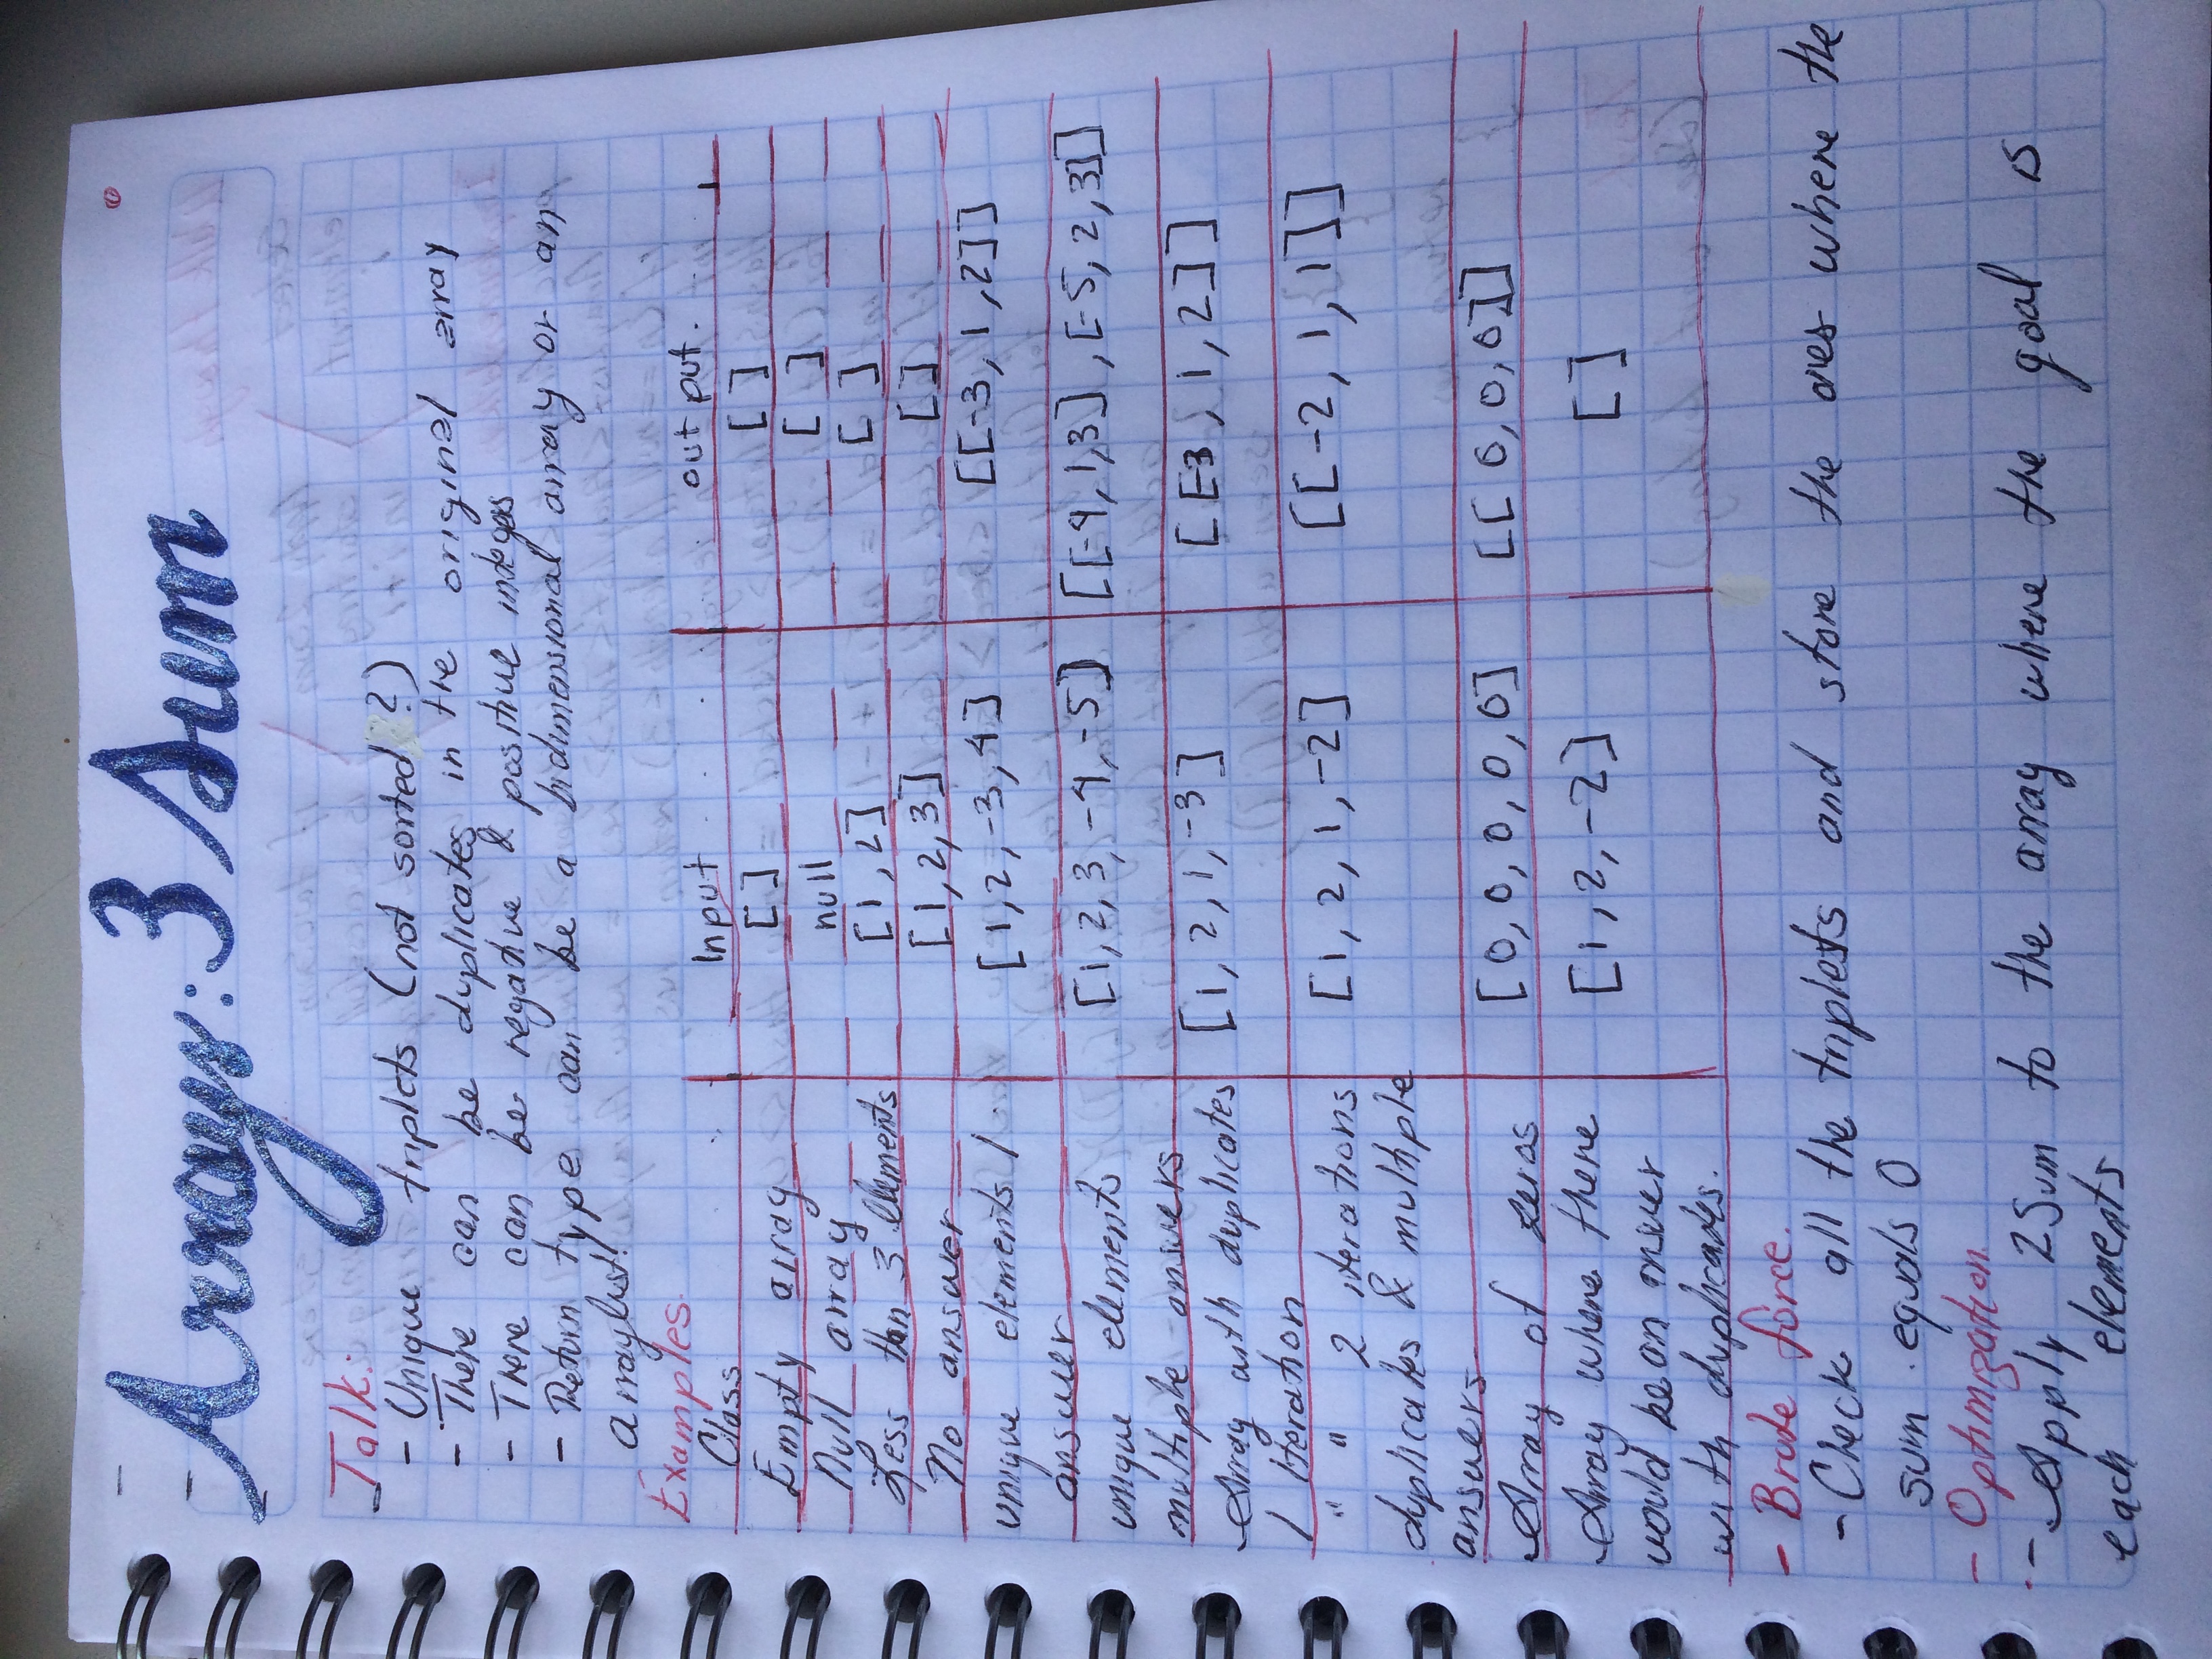 Arrays: 3 Sum
Talk:
- Unique triplets (not sorted ?)
- There can be duplicates in the original array
- There can be negative & positive integers
- Return type can be a bidimensional array or an
arraylist!
Examples.
Class Input output.
Empty array [ ] [ ]
Null array null [ ]
Less than 3 elements [1,2] [ ]
No answer [1,2,3] [ ]
unique elements 1 [1,2,-3,4] [[-3,1,2]]
answer
unique elements [1,2,3,-4,-5] [[-4,1,3],[-5,2,3]]
multiple answers
Array with duplicates [1,2,1,-3] [[-3,1,2]]
1 Iteration
" " 2 iterations [1,2,1,-2] [[-2,1,1]]
duplicates & multiple
answers
Array of zeros [0,0,0,0,0] [[0,0,0]]
Array where there [1,2,-2] [ ]
would be an answer
with duplicades.
- Brute force.
- Check all the triplets and store the ones where the
sum equals 0
- Optimization.
- Apply 2Sum to the array where the goal is
each elements